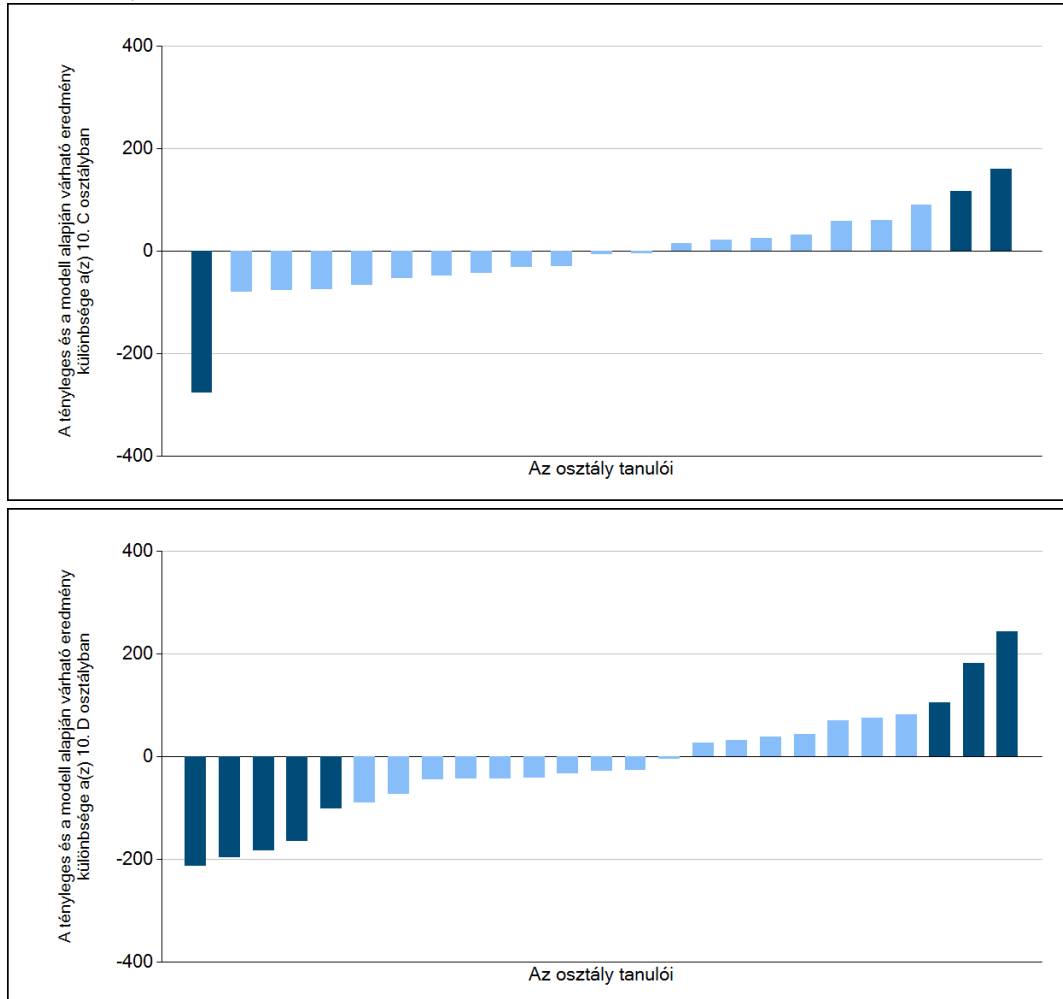 A tényleges és a modell alapján várható eredmény
különbsége a(z) 10. C osztályban
400
200
0
-200
-400
Az osztály tanulói
A tényleges és a modell alapján várható eredmény
különbsége a(z) 10. D osztályban
400
200
0
-200
-400
Az osztály tanulói